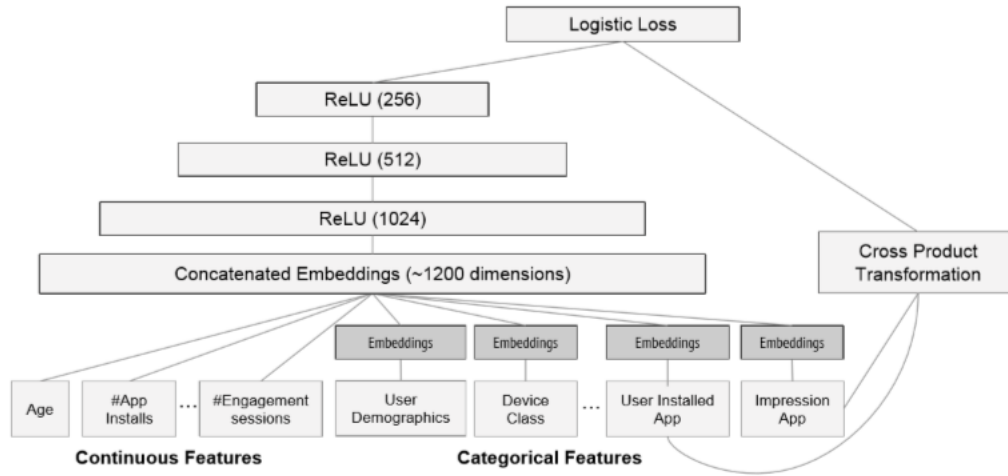 Logistic Loss
ReLU (256)
ReLU (512)
ReLU (1024)
Cross Product
Transformation
Concatenated Embeddings (~1200 dimensions)
Embeddings
Embeddings
Embeddings
Embeddings
Age
#App
Installs
...
#Engagement
sessions
User
Demographics
Device
Class
...
User Installed
App
Impression
App
Continuous Features
Categorical Features